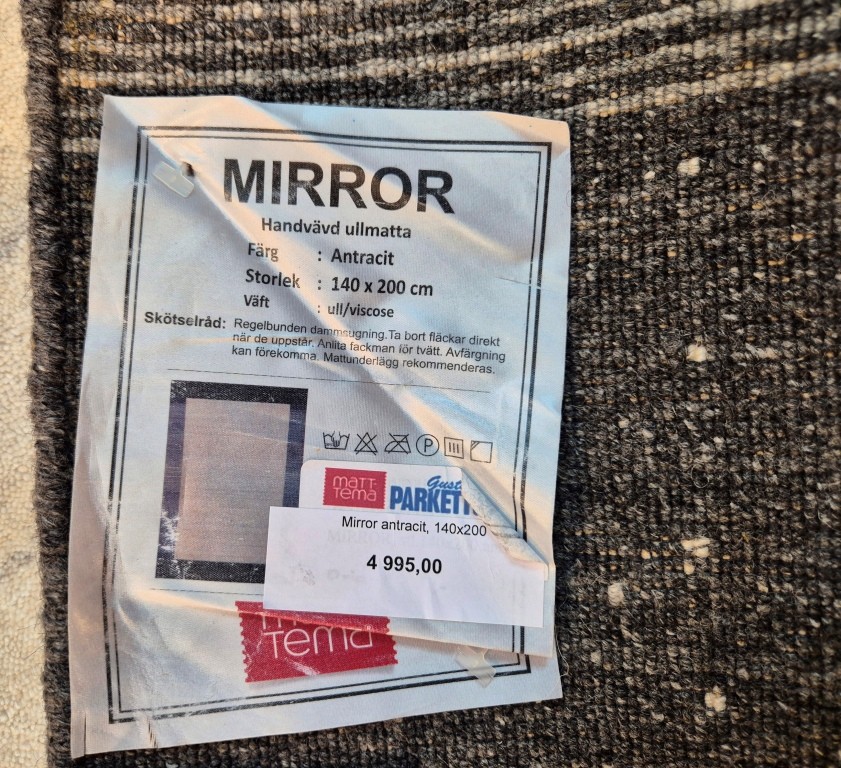 MIRROR
Handvävd ullmatta
Färg : Antracit
Storlek : 140 x 200 cm
Väft : ull/viscose
Skötselråd: Regelbunden dammsugning.Ta bort fläckar direkt
när de uppstår. Anlita fackman för tvätt. Avfärgning
kan förekomma. Mattunderlägg rekommenderas.
P
matt-
Tema
PARKETT
Mirror antracit, 140x200
4 995,00
Tema